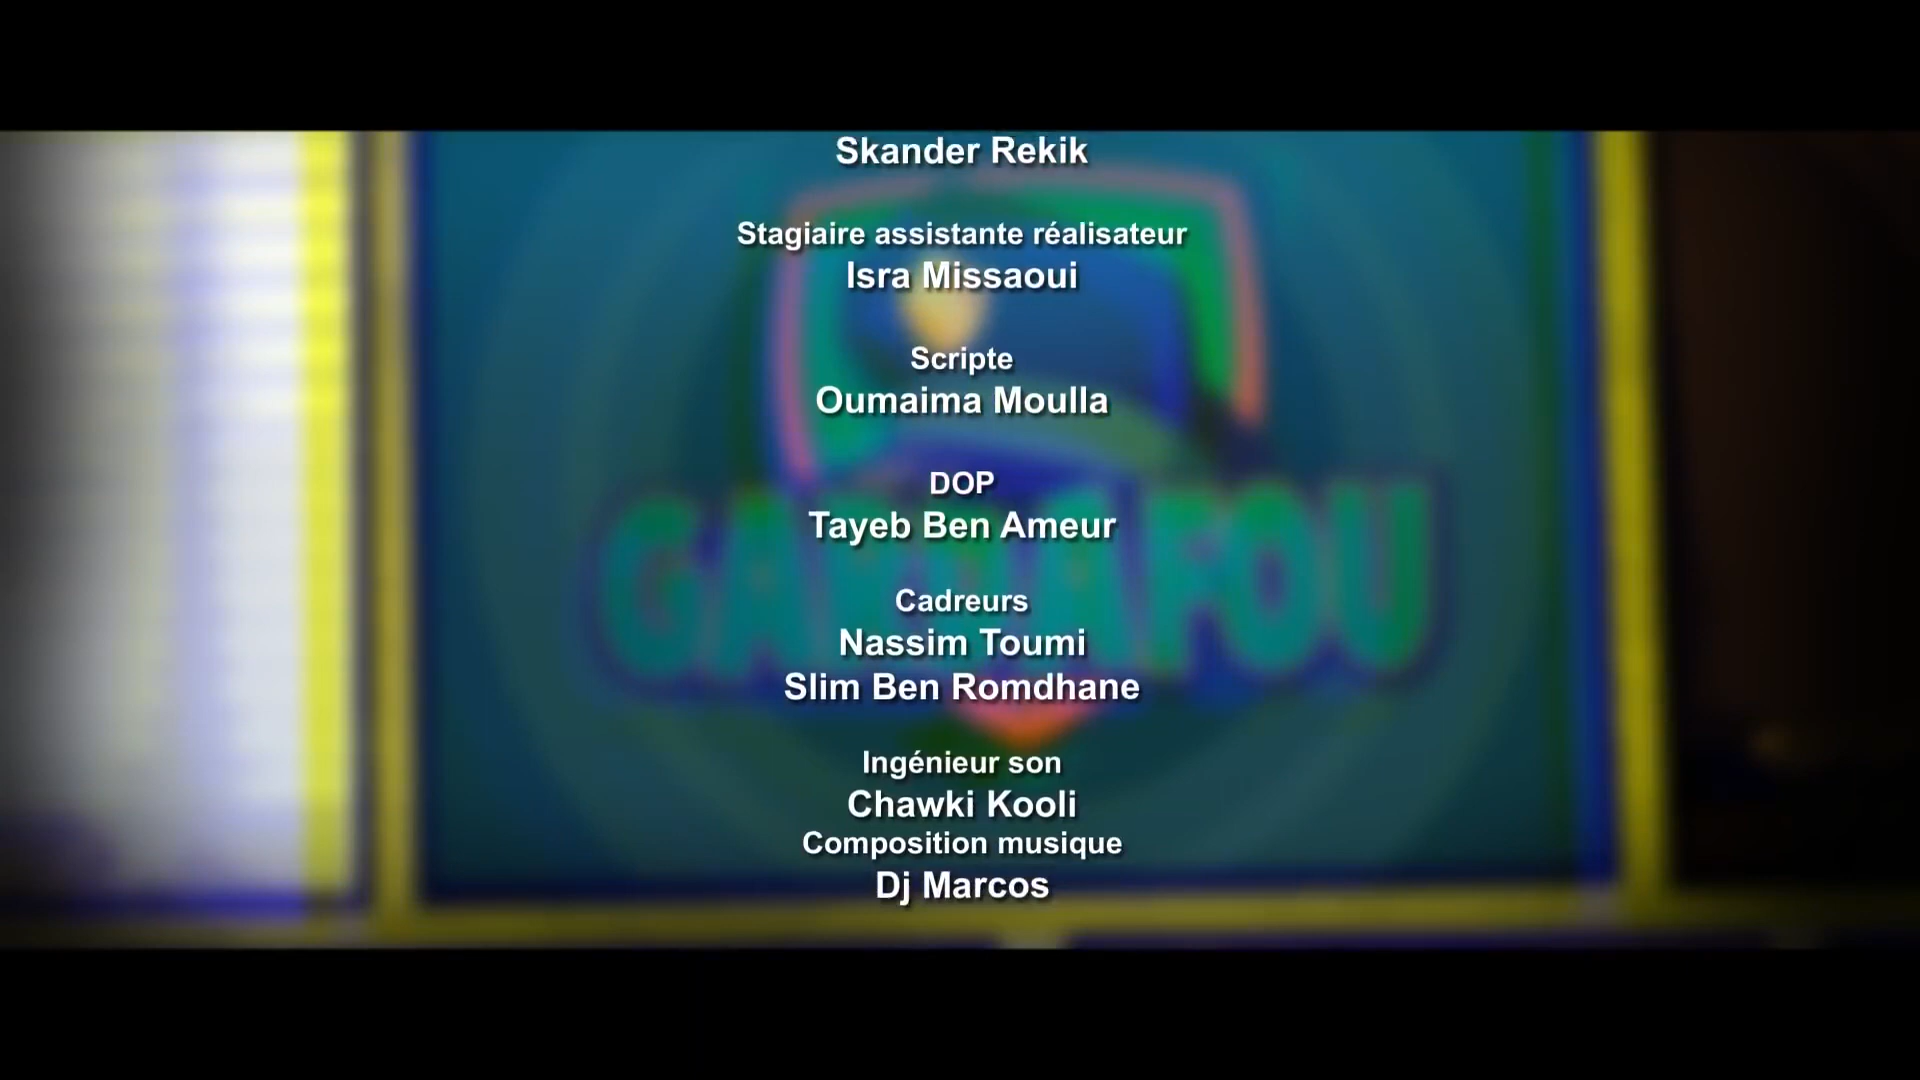 Skander Rekik
Stagiaire assistante réalisateur
Isra Missaoui
Scripte
Oumaima Moulla
DOP
Tayeb Ben Ameur
Cadreurs
Nassim Toumi
Slim Ben Romdhane
Ingénieur son
Chawki Kooli
Composition musique
Dj Marcos